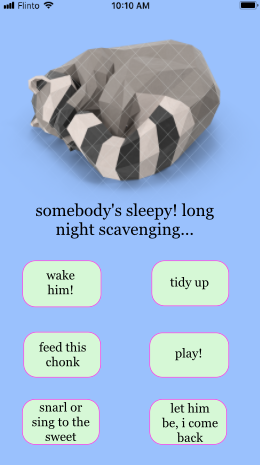 Flinto
10:10 AM
somebody's sleepy! long
night scavenging...
wake
him!
tidy up
feed this
chonk
play!
snarl or
sing to the
sweet
let him
be, i come
back